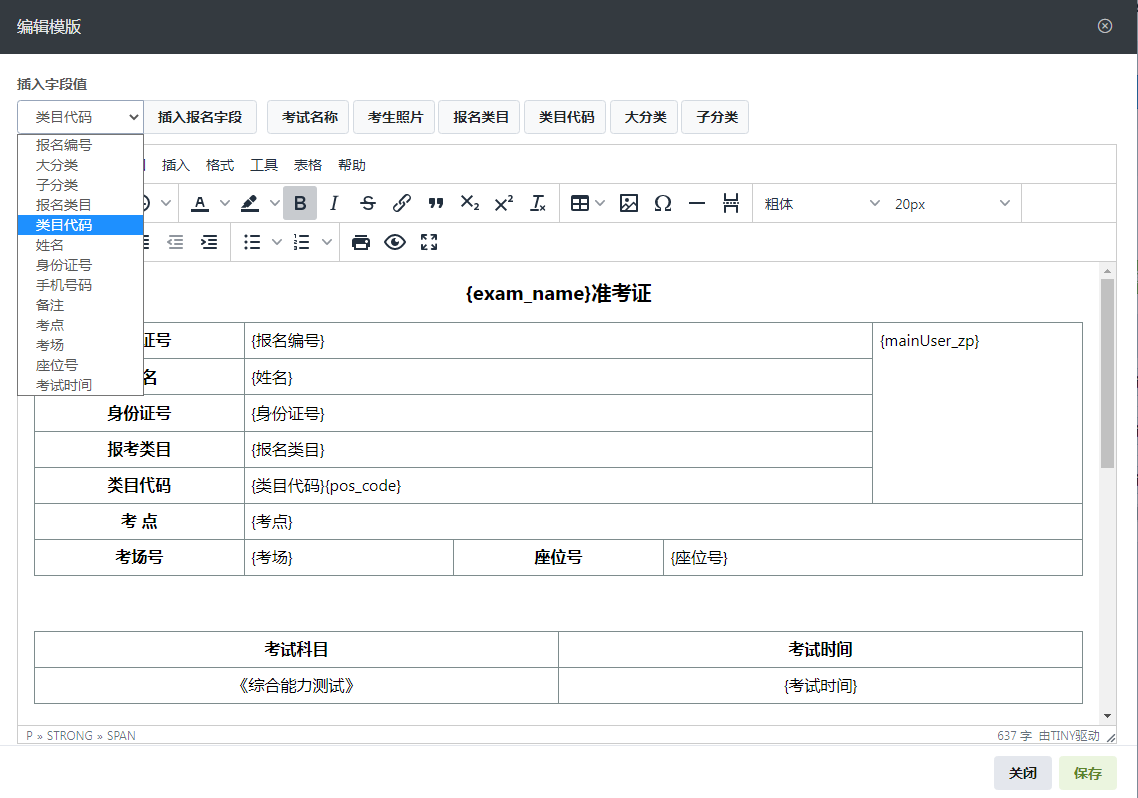 编辑模版
插入字段值
类目代码 插入报名字段 考试名称 考生照片 报名类目 类目代码 大分类 子分类
报名编号
大分类
子分类
报名类目
类目代码
姓名
身份证号
手机号码
备注
考点
考场
座位号
考试时间
插入 格式 工具 表格 帮助
粗体 20px
{exam_name}准考证
证号 {报名编号} {mainUser_zp}
名 {姓名}
身份证号 {身份证号}
报考类目 {报名类目}
类目代码 {类目代码}{pos_code}
考 点 {考点}
考场号 {考场} 座位号 {座位号}
考试科目 考试时间
《综合能力测试》 {考试时间}
P » STRONG » SPAN 637 字 由TINY驱动
关闭 保存